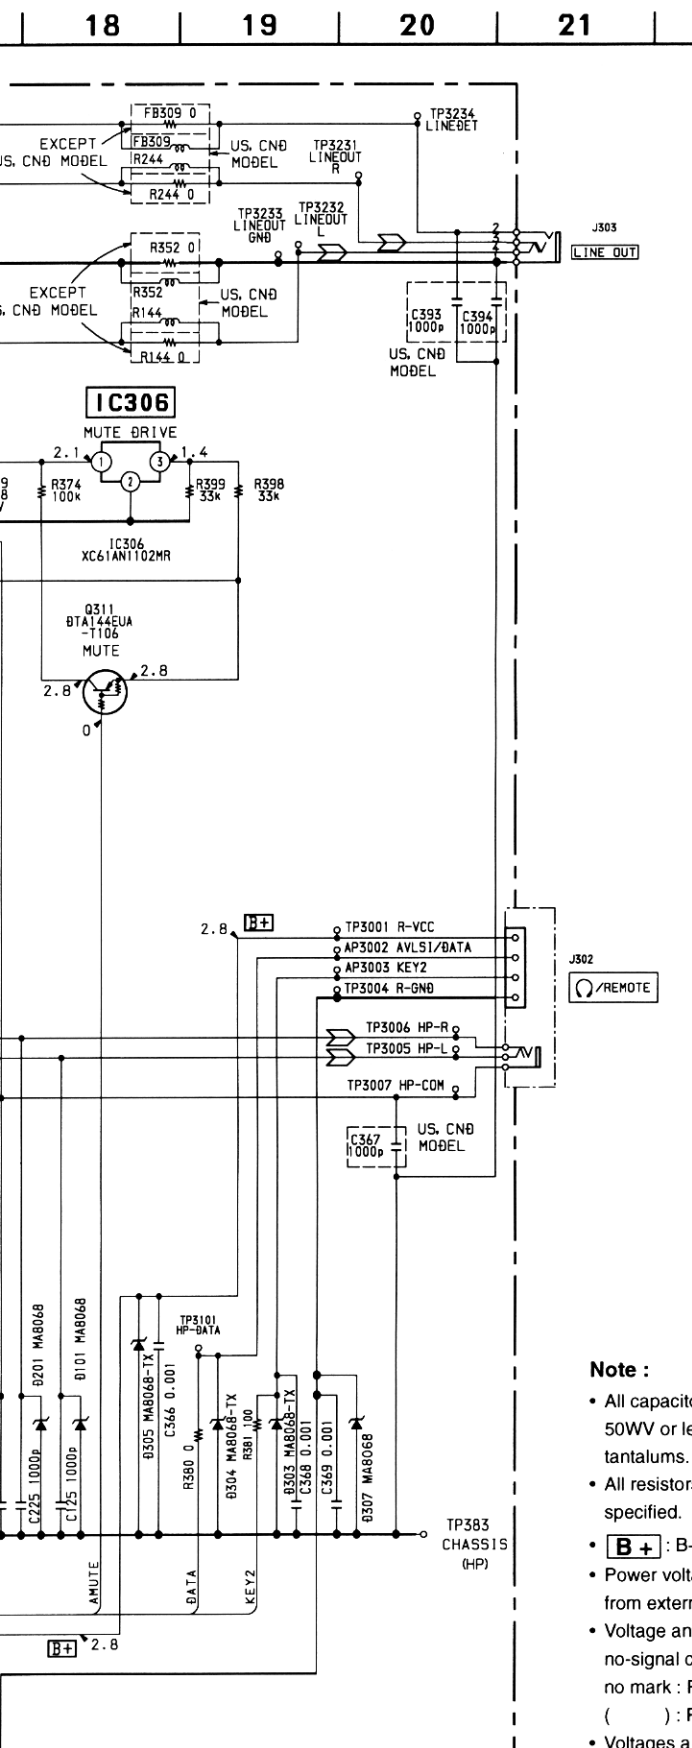 18 19 20 21
FB309 0
EXCEPT
US, CND MODEL
FB309
R244
R244 0
US, CND
MODEL
TP3231
LINEOUT
R
TP3234
LINEDET
TP3233
LINEOUT
GND
TP3232
LINEOUT
L
2
J303
LINE OUT
R352 0
EXCEPT
CND MODEL
R352
R144
R144 0
US, CND
MODEL
C393
1000p
C394
1000p
US, CND
MODEL
IC306
MUTE DRIVE
2.1
1
2
3
1.4
R374
100k
R399
33k
R398
33k
IC306
XC61AN1102MR
Q311
DTA144EUA
-T106
MUTE
2.8
2.8
0
2.8
B+
TP3001 R-VCC
AP3002 AVLSI/DATA
AP3003 KEY2
TP3004 R-GND
J302
/REMOTE
TP3006 HP-R
TP3005 HP-L
TP3007 HP-COM
C367
1000p
US, CND
MODEL
TP3101
HP-DATA
D201 MA8068
D101 MA8068
C225 1000p
C125 1000p
D305 MA8068-TX
C366 0.001
R380 0
D304 MA8068-TX
R381 100
D303 MA8068-TX
C368 0.001
C369 0.001
D307 MA8068
TP383
CHASSIS
(HP)
AMUTE
DATA
KEY2
B+ 2.8
Note :
• All capacit
50WV or le
tantalums.
• All resistor
specified.
• B + : B
• Power volt
from extern
• Voltage an
no-signal
no mark :
( ) :
• Voltages a